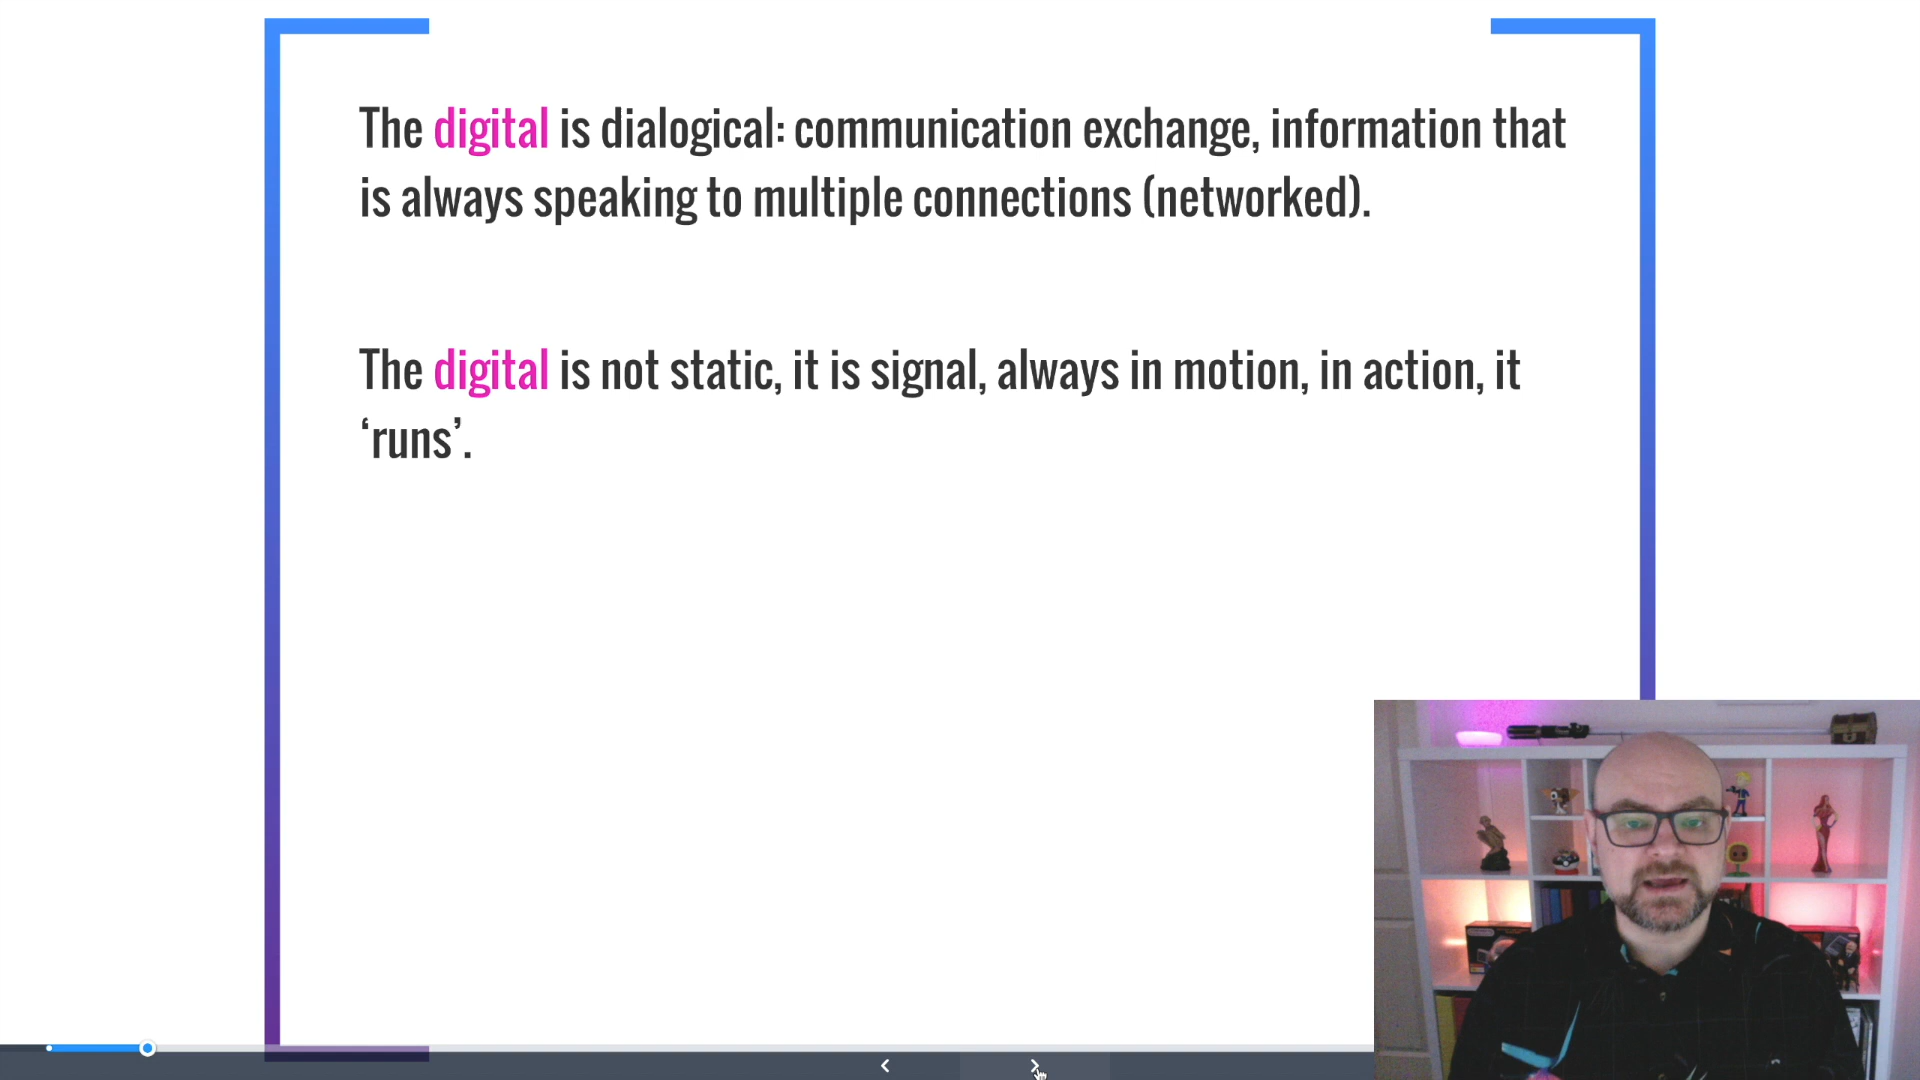 The digital is dialogical: communication exchange, information that
is always speaking to multiple connections (networked).
The digital is not static, it is signal, always in motion, in action, it
‘runs’.